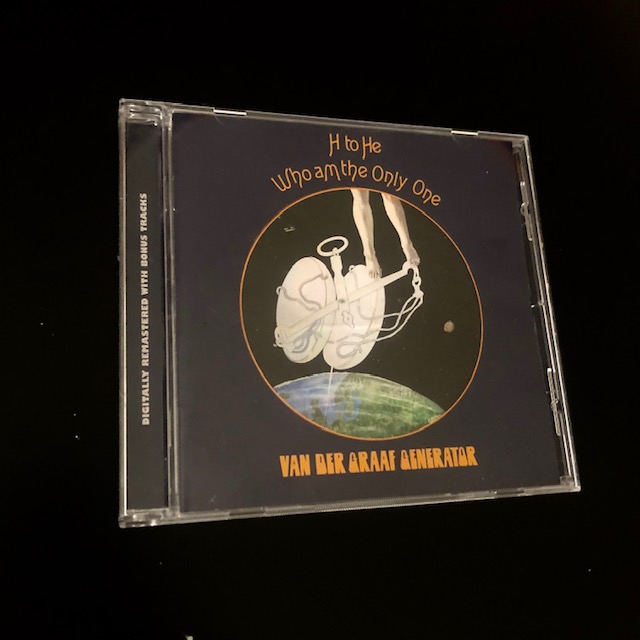 H to He
Who aM the Only One
VAN DER GRAAF GENERATOR
DIGITALLY REMASTERED WITH BONUS TRACKS